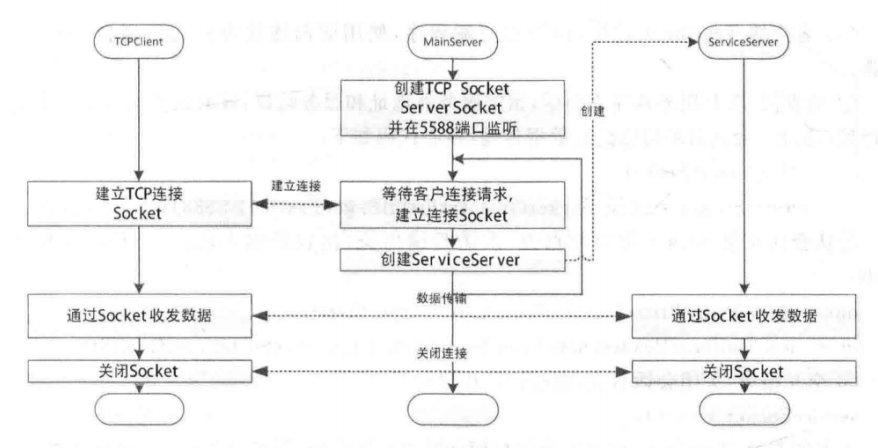 TCPClient
MainServer
ServiceServer
创建TCP Socket
ServerSocket
并在5588端口监听
创建
建立TCP连接
Socket
建立连接
等待客户连接请求,
建立连接Socket
创建ServiceServer
数据传输
通过Socket收发数据
通过Socket收发数据
关闭连接
关闭Socket
关闭Socket